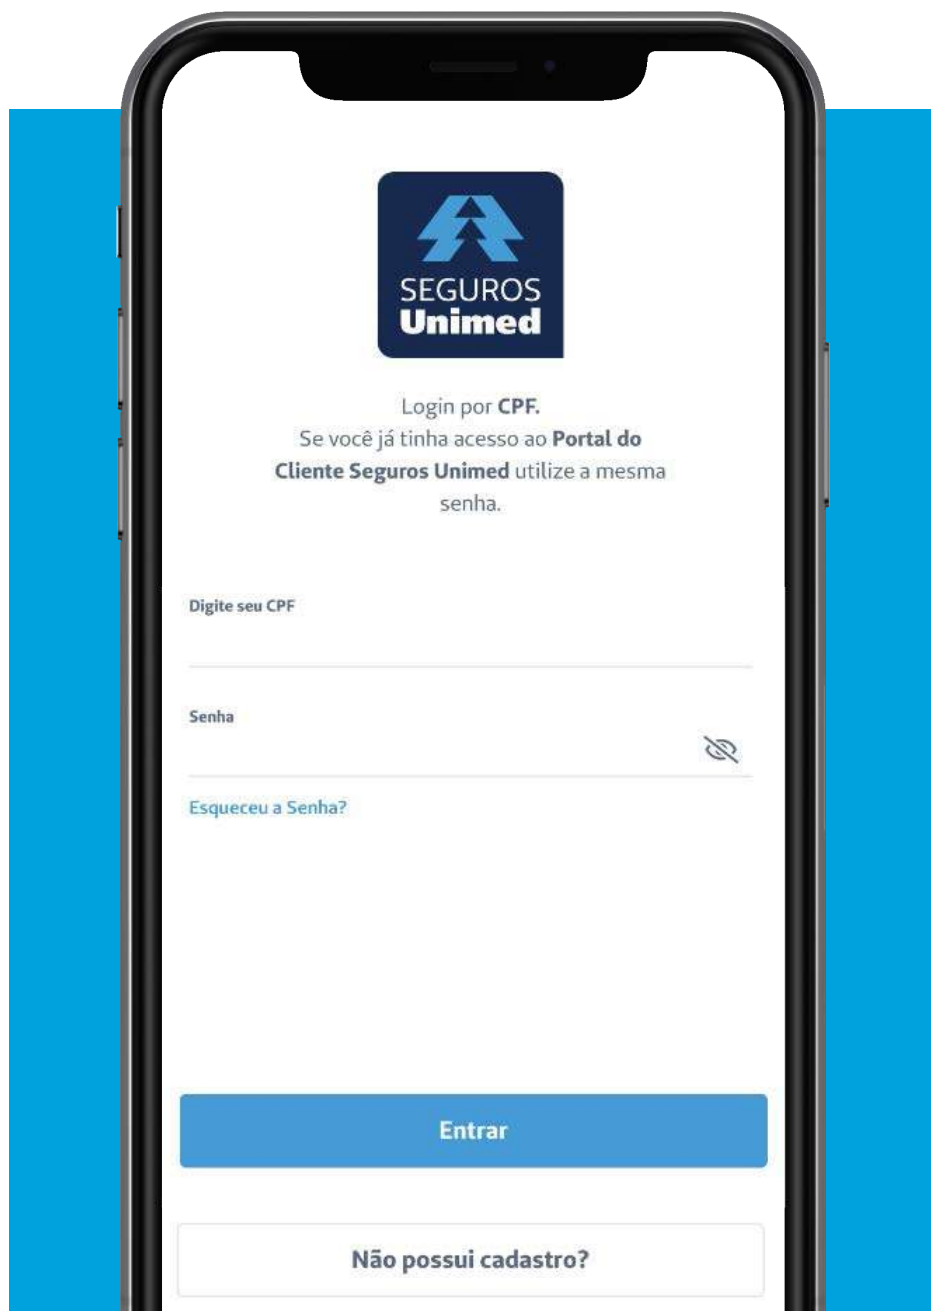 SEGUROS
Unimed
Login por CPF.
Se você já tinha acesso ao Portal do
Cliente Seguros Unimed utilize a mesma
senha.
Digite seu CPF
Senha
Esqueceu a Senha?
Entrar
Não possui cadastro?